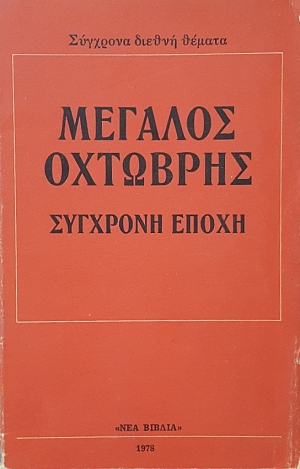 Σύγχρονα διεθνή θέματα
ΜΕΓΑΛΟΣ
ΟΧΤΩΒΡΗΣ
ΣΥΓΧΡΟΝΗ ΕΠΟΧΗ
«ΝΕΑ ΒΙΒΛΙΑ»
1978